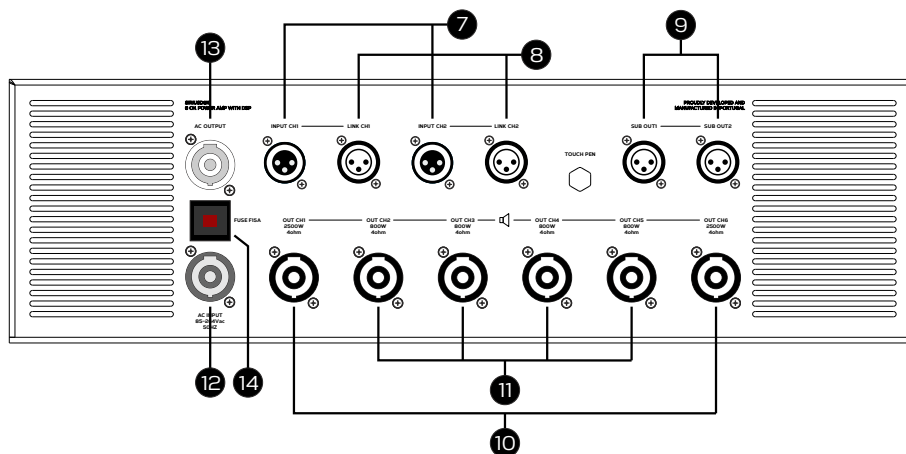 13
7
8
9
8 CH. POWER AMP WITH DSP
PROUDLY DEVELOPED AND
MANUFACTURED IN PORTUGAL
AC OUTPUT
INPUT CH1
LINK CH1
INPUT CH2
LINK CH2
SUB OUT1
SUB OUT2
TOUCH PEN
FUSE F15A
OUT CH1
2500W
4ohm
OUT CH2
800W
4ohm
OUT CH3
800W
4ohm
OUT CH4
800W
4ohm
OUT CH5
800W
4ohm
OUT CH6
2500W
4ohm
AC INPUT
85-264Vac
50HZ
12
14
11
10